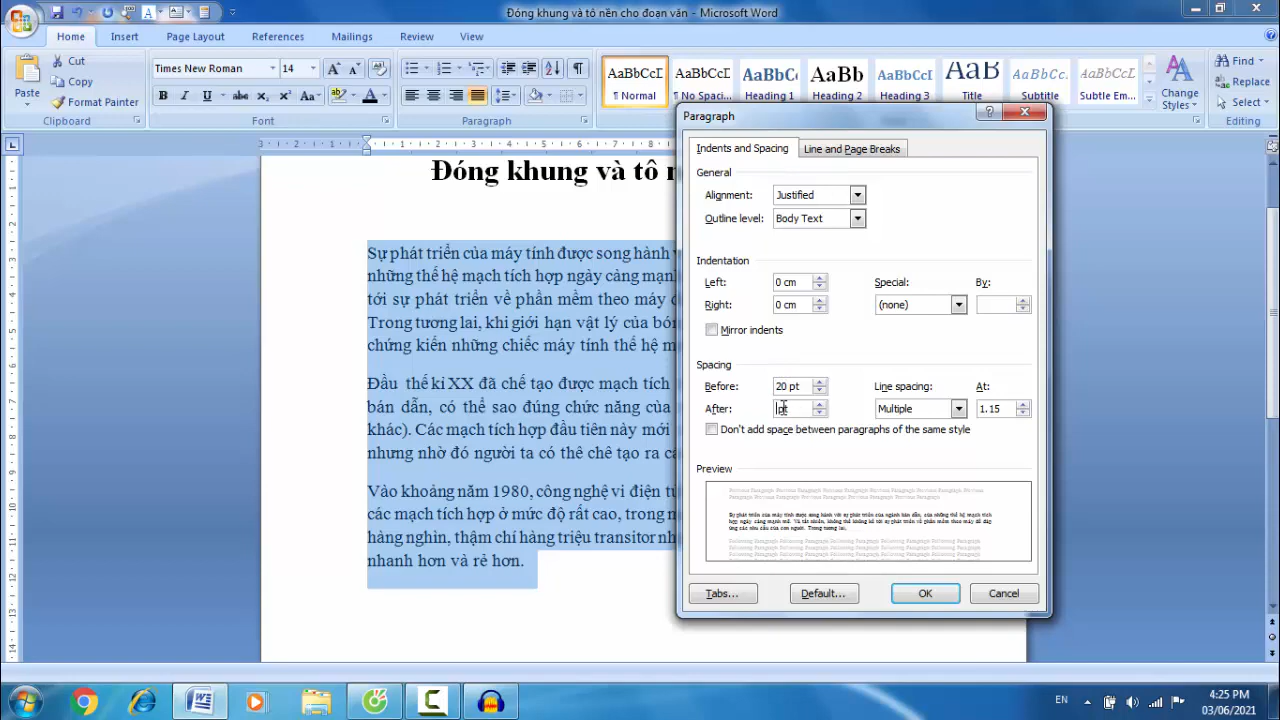 Đóng khung và tô nền cho đoạn văn - Microsoft Word
Home Insert Page Layout References Mailings Review View
Paste
Cut
Copy
Format Painter
Clipboard
Times New Roman 14
Font
Paragraph
AaBbCcI AaBbCcI AaBbC AaBb AaBbCcI AaB AaBbCcI AaBbCcI
¶ Normal ¶ No Spaci... Heading 1 Heading 2 Heading 3 Title Subtitle Subtle Em...
Change Styles
Find
Replace
Select
Editing
Đóng khung và tô
Sự phát triển của máy tính được song hành
những thế hệ mạch tích hợp ngày càng mạnh
tới sự phát triển về phần mềm theo máy
Trong tương lai, khi giới hạn vật lý của
chứng kiến những chiếc máy tính thế hệ
Đầu thế kỉ XX đã chế tạo được mạch tích
bán dẫn, có thể sao đúng chức năng của
khác). Các mạch tích hợp đầu tiên này mới
nhưng nhờ đó người ta có thể chế tạo ra
Vào khoảng năm 1980, công nghệ vi điện
các mạch tích hợp ở mức độ rất cao, trong
hàng nghìn, thậm chí hàng triệu transitor
nhanh hơn và rẻ hơn.
Paragraph
Indents and Spacing Line and Page Breaks
General
Alignment: Justified
Outline level: Body Text
Indentation
Left: 0 cm Special: By:
Right: 0 cm (none)
Mirror indents
Spacing
Before: 20 pt Line spacing: At:
After: pt Multiple 1.15
Don't add space between paragraphs of the same style
Preview
Tabs... Default... OK Cancel
EN
4:25 PM
03/06/2021